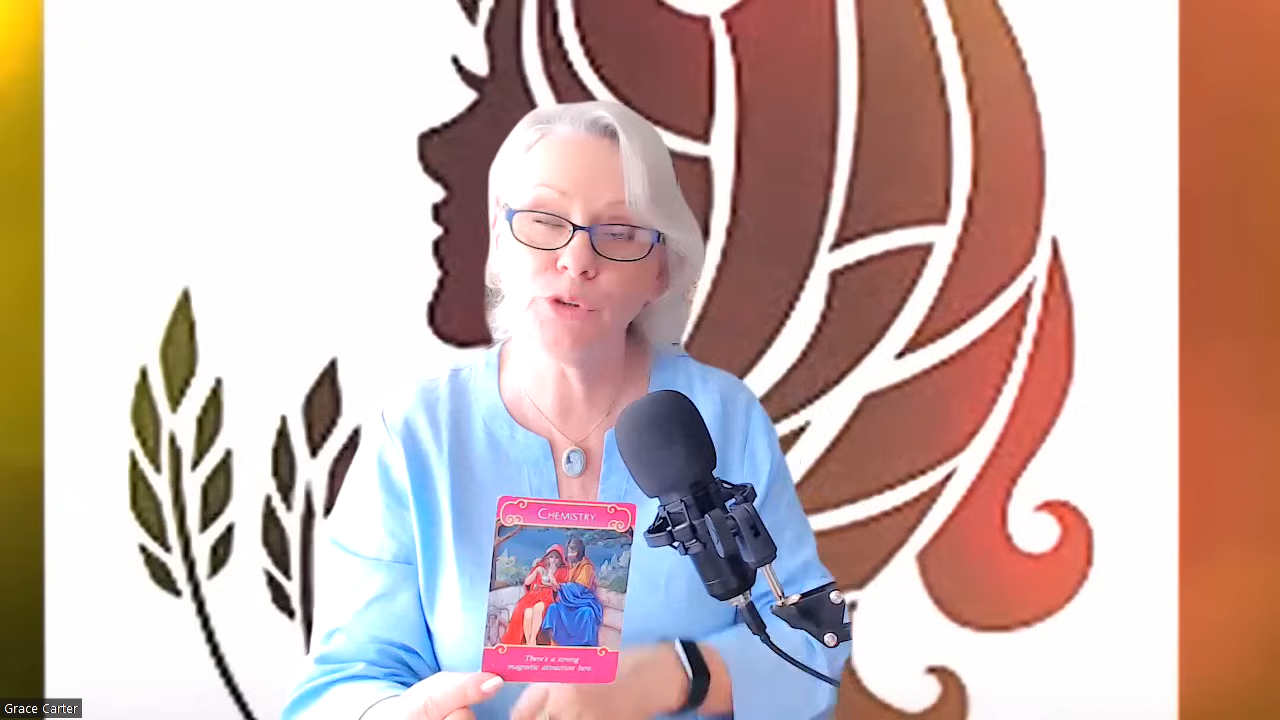 CHEMISTRY
There's a strong
magnetic attraction here.
Grace Carter